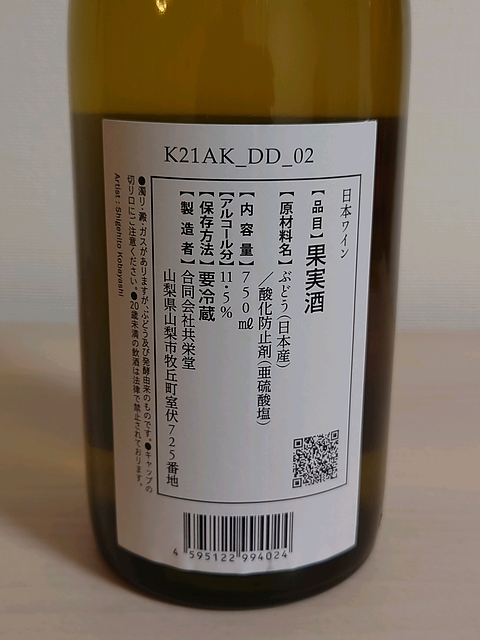 K21AK_DD_02
日本ワイン
【品目】果実酒
【原材料名】ぶどう(日本産)
/酸化防止剤(亜硫酸塩)
【内容量】750㎖
【アルコール分】11.5%
【保存方法】要冷蔵
【製造者】合同会社共栄堂
山梨県山梨市牧丘町室伏725番地
●濁り・澱・ガスがありますが、ぶどう及び発酵由来のものです。●キャップの
切り口にご注意ください。●20歳未満の飲酒は法律で禁止されております。
Artist : Shigehito Kobayashi
4 595122 994024